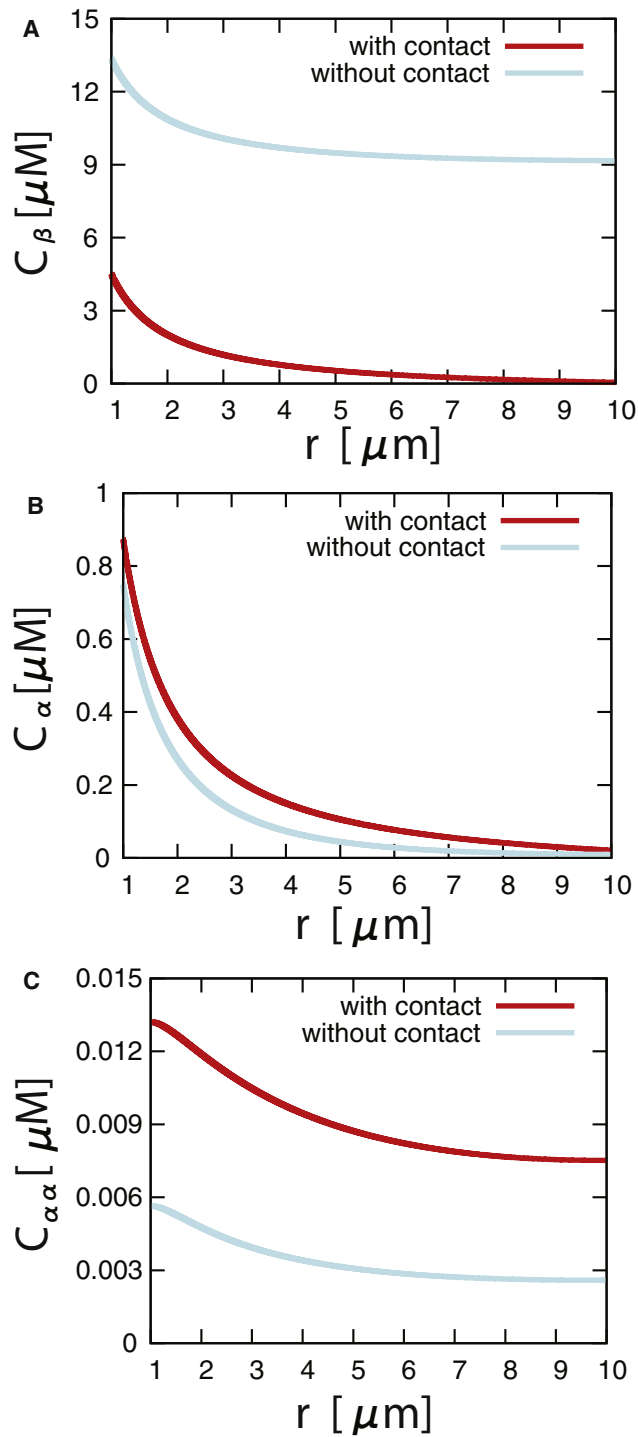 A
15
12
9
6
3
0
C β [μM]
with contact
without contact
1 2 3 4 5 6 7 8 9 10
r [ μm]
B
1
0.8
0.6
0.4
0.2
0
C α [μM]
with contact
without contact
1 2 3 4 5 6 7 8 9 10
r [ μm]
C
0.015
0.012
0.009
0.006
0.003
0
C α α [ μM]
with contact
without contact
1 2 3 4 5 6 7 8 9 10
r [ μm]